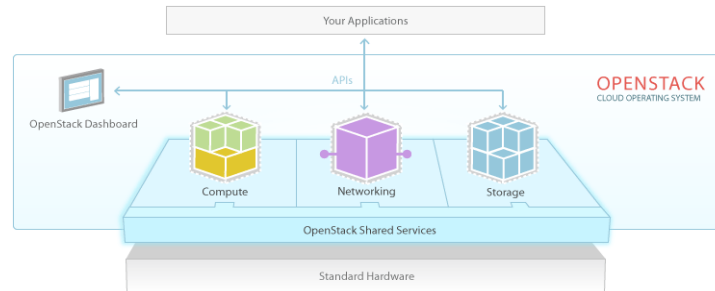 Your Applications
APIs
OPENSTACK
CLOUD OPERATING SYSTEM
OpenStack Dashboard
Compute
Networking
Storage
OpenStack Shared Services
Standard Hardware